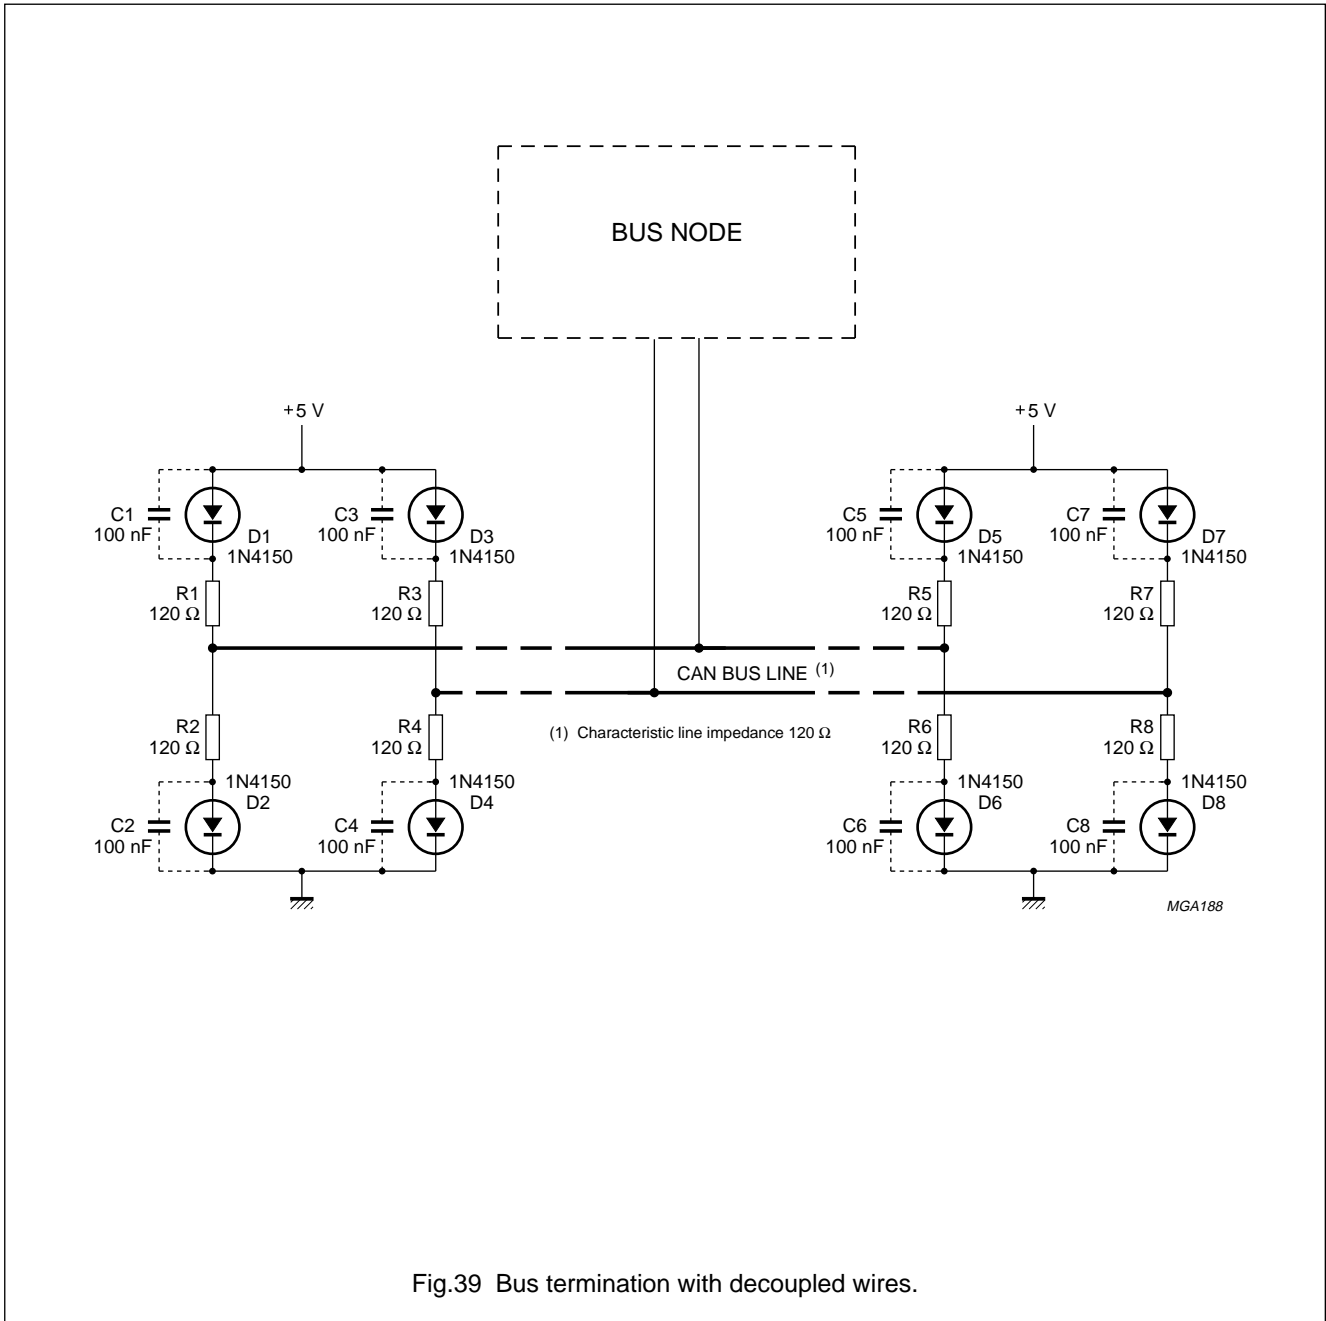 BUS NODE
+5 V
+5 V
C1
100 nF
D1
1N4150
C3
100 nF
D3
1N4150
C5
100 nF
D5
1N4150
C7
100 nF
D7
1N4150
R1
120 Ω
R3
120 Ω
R5
120 Ω
R7
120 Ω
CAN BUS LINE (1)
R2
120 Ω
R4
120 Ω
(1) Characteristic line impedance 120 Ω
R6
120 Ω
R8
120 Ω
1N4150
D2
C2
100 nF
1N4150
D4
C4
100 nF
1N4150
D6
C6
100 nF
1N4150
D8
C8
100 nF
MGA188
Fig.39 Bus termination with decoupled wires.